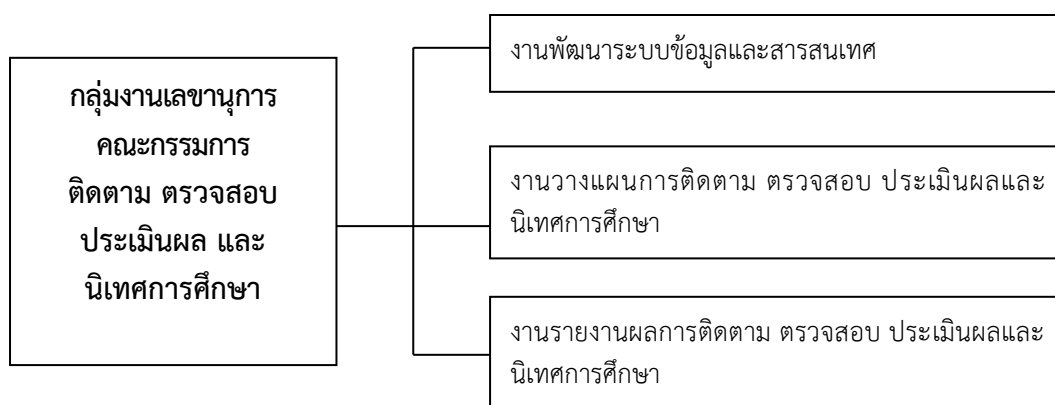 กลุ่มงานเลขานุการ
คณะกรรมการ
ติดตาม ตรวจสอบ
ประเมินผล และ
นิเทศการศึกษา
งานพัฒนาระบบข้อมูลและสารสนเทศ
งานวางแผนการติดตาม ตรวจสอบ ประเมินผลและ
นิเทศการศึกษา
งานรายงานผลการติดตาม ตรวจสอบ ประเมินผลและ
นิเทศการศึกษา